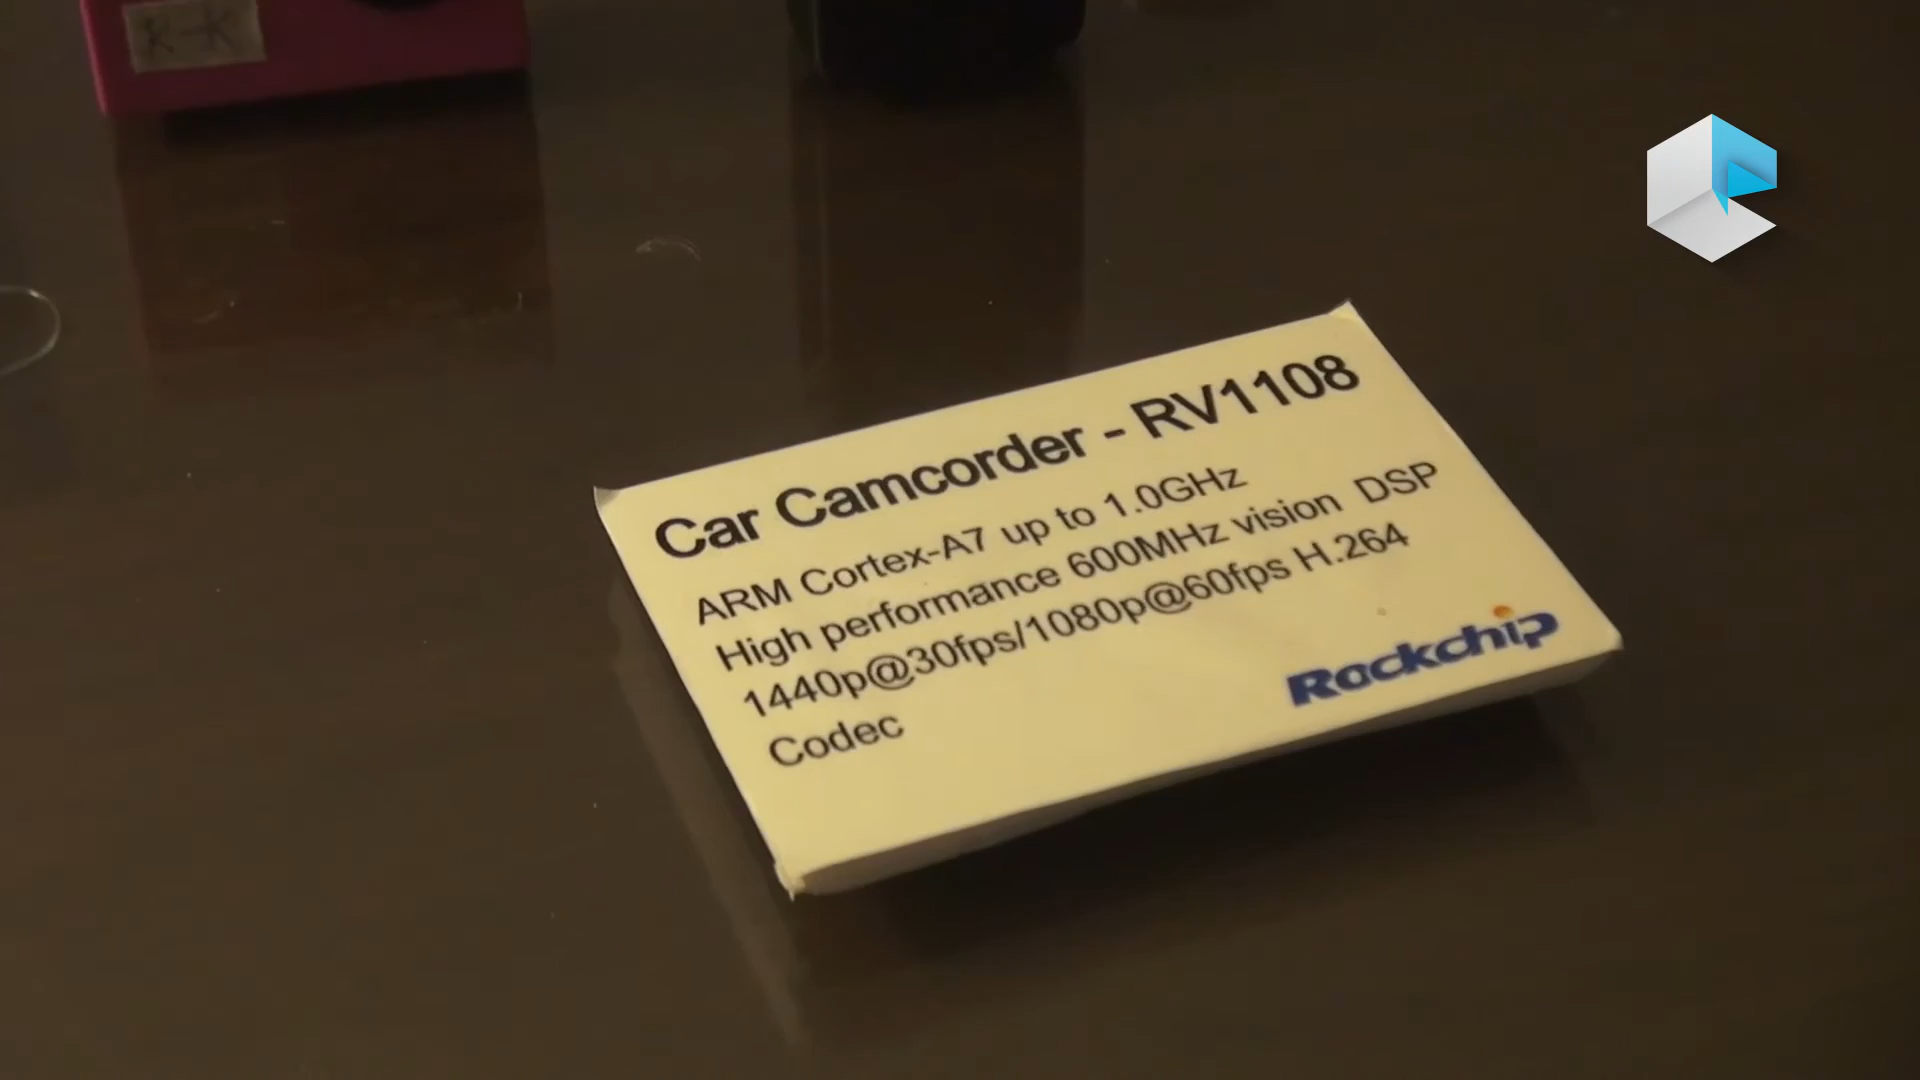 R-K
Car Camcorder - RV1108
ARM Cortex-A7 up to 1.0GHz
High performance 600MHz vision DSP
1440p@30fps/1080p@60fps H.264
Codec
Rockchip